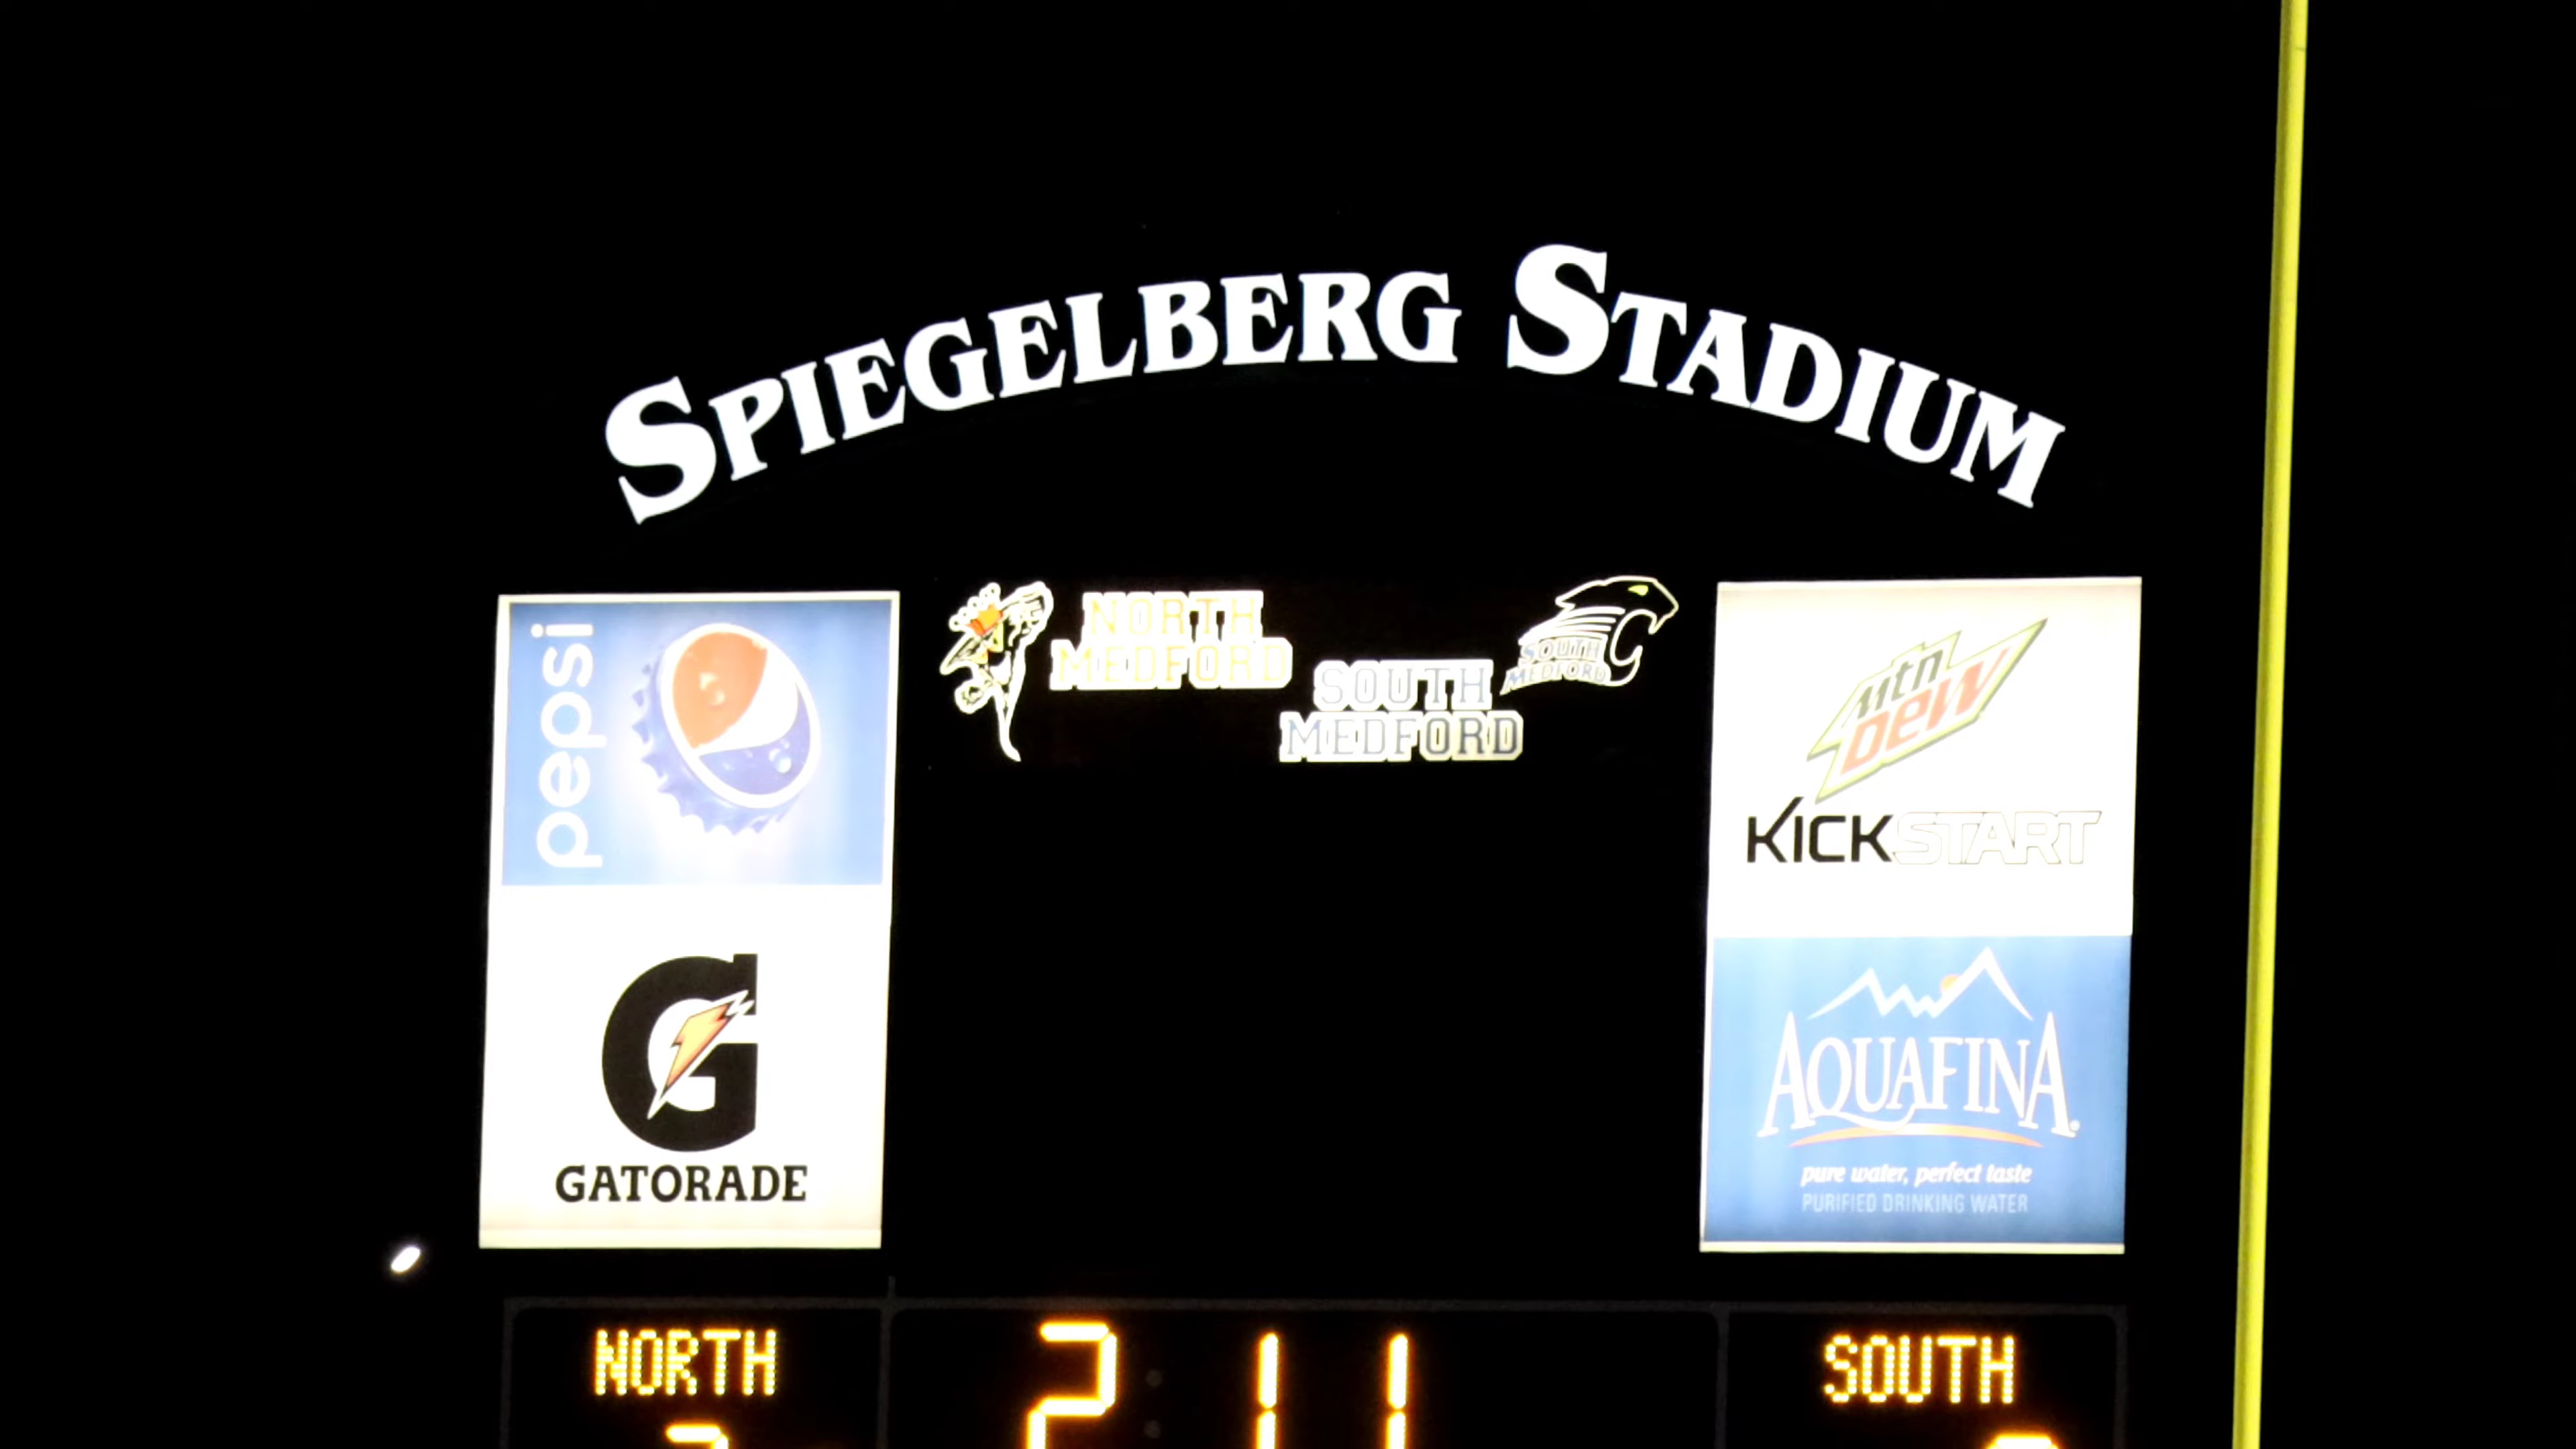 SPIEGELBERG STADIUM
pepsi
NORTH
MEDFORD
SOUTH
MEDFORD
SOUTH
MEDFORD
mtn
DEW
KICKSTART
G
GATORADE
AQUAFINA
pure water, perfect taste
PURIFIED DRINKING WATER
NORTH
2:11
SOUTH